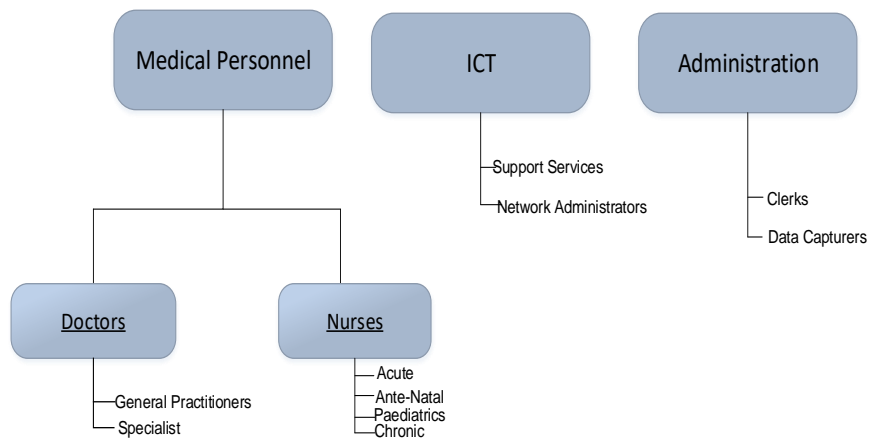 Medical Personnel
ICT
Administration
Support Services
Network Administrators
Clerks
Data Capturers
Doctors
Nurses
General Practitioners
Specialist
Acute
Ante-Natal
Paediatrics
Chronic